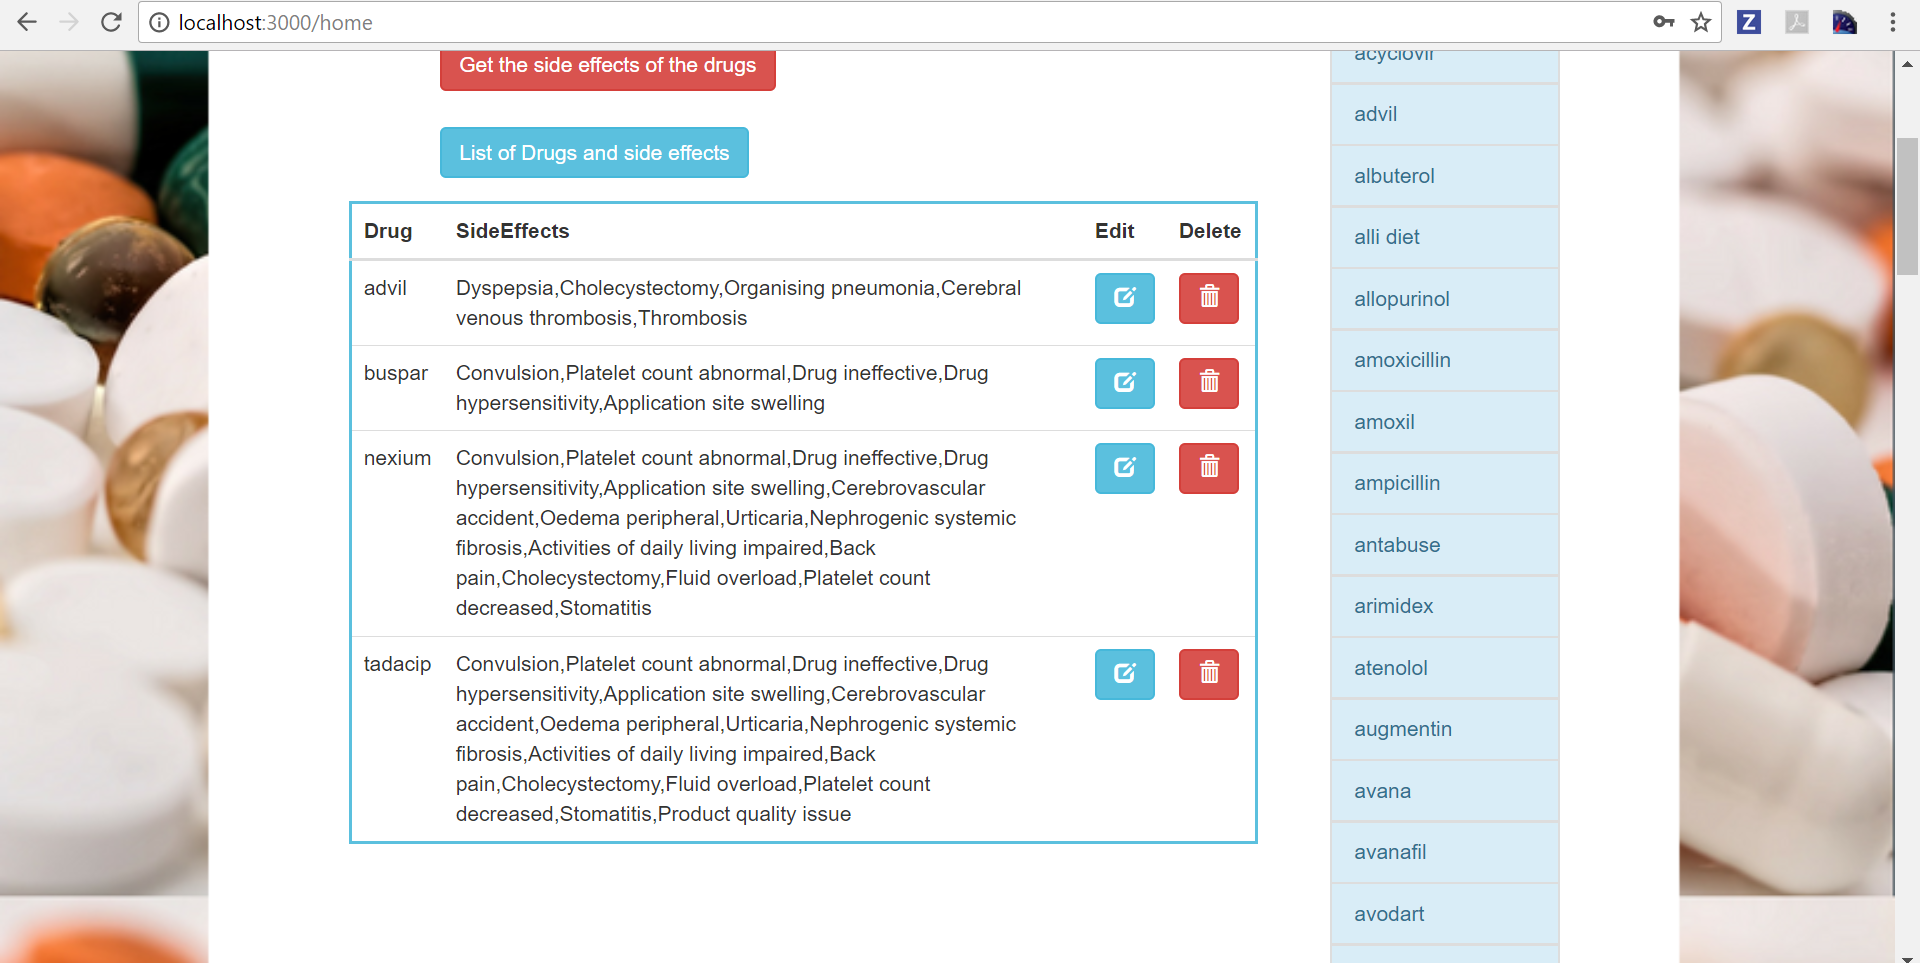 localhost:3000/home
Get the side effects of the drugs
List of Drugs and side effects
Drug SideEffects Edit Delete
advil Dyspepsia,Cholecystectomy,Organising pneumonia,Cerebral
venous thrombosis,Thrombosis
buspar Convulsion,Platelet count abnormal,Drug ineffective,Drug
hypersensitivity,Application site swelling
nexium Convulsion,Platelet count abnormal,Drug ineffective,Drug
hypersensitivity,Application site swelling,Cerebrovascular
accident,Oedema peripheral,Urticaria,Nephrogenic systemic
fibrosis,Activities of daily living impaired,Back
pain,Cholecystectomy,Fluid overload,Platelet count
decreased,Stomatitis
tadacip Convulsion,Platelet count abnormal,Drug ineffective,Drug
hypersensitivity,Application site swelling,Cerebrovascular
accident,Oedema peripheral,Urticaria,Nephrogenic systemic
fibrosis,Activities of daily living impaired,Back
pain,Cholecystectomy,Fluid overload,Platelet count
decreased,Stomatitis,Product quality issue
acyclovir
advil
albuterol
alli diet
allopurinol
amoxicillin
amoxil
ampicillin
antabuse
arimidex
atenolol
augmentin
avana
avanafil
avodart
Z